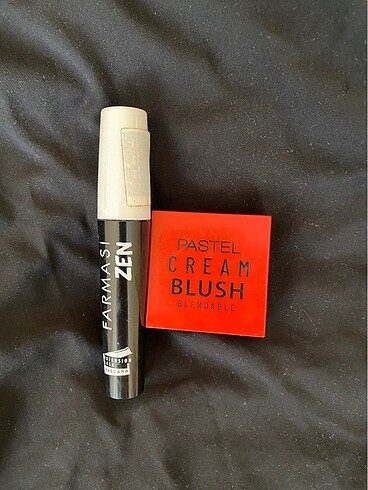 FARMASI
ZEN
MASCARA
PASTEL
CREAM
BLUSH
BLENDABLE